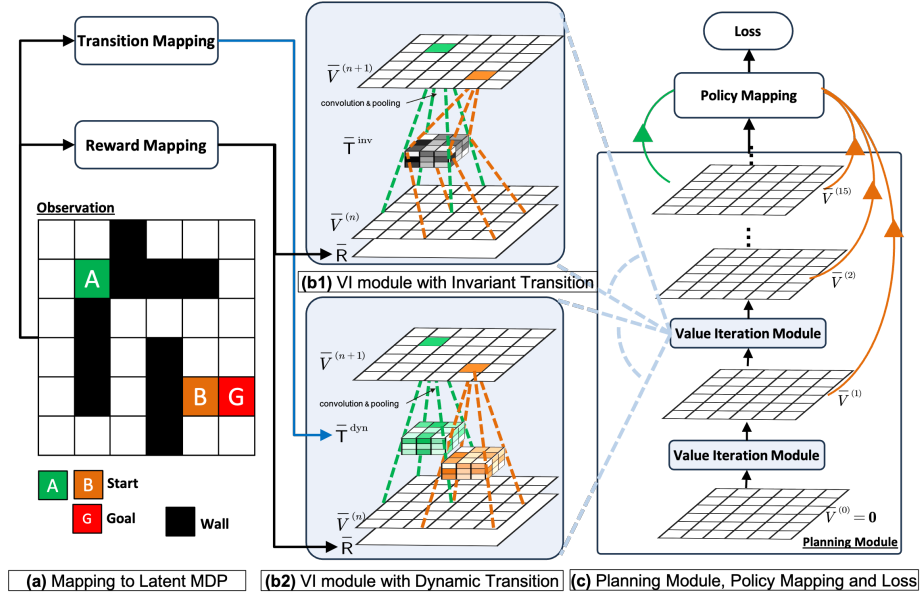 Transition Mapping
Reward Mapping
Observation
A
B
G
A
B
Start
G
Goal
Wall
(a) Mapping to Latent MDP
V̅⁽ⁿ⁺¹⁾
convolution & pooling
T̅ⁱⁿᵛ
V̅⁽ⁿ⁾
R̅
(b1) VI module with Invariant Transition
V̅⁽ⁿ⁺¹⁾
convolution & pooling
T̅ᵈʸⁿ
V̅⁽ⁿ⁾
R̅
(b2) VI module with Dynamic Transition
Loss
Policy Mapping
V̅⁽¹⁵⁾
V̅⁽²⁾
Value Iteration Module
V̅⁽¹⁾
Value Iteration Module
V̅⁽⁰⁾ = 0
Planning Module
(c) Planning Module, Policy Mapping and Loss